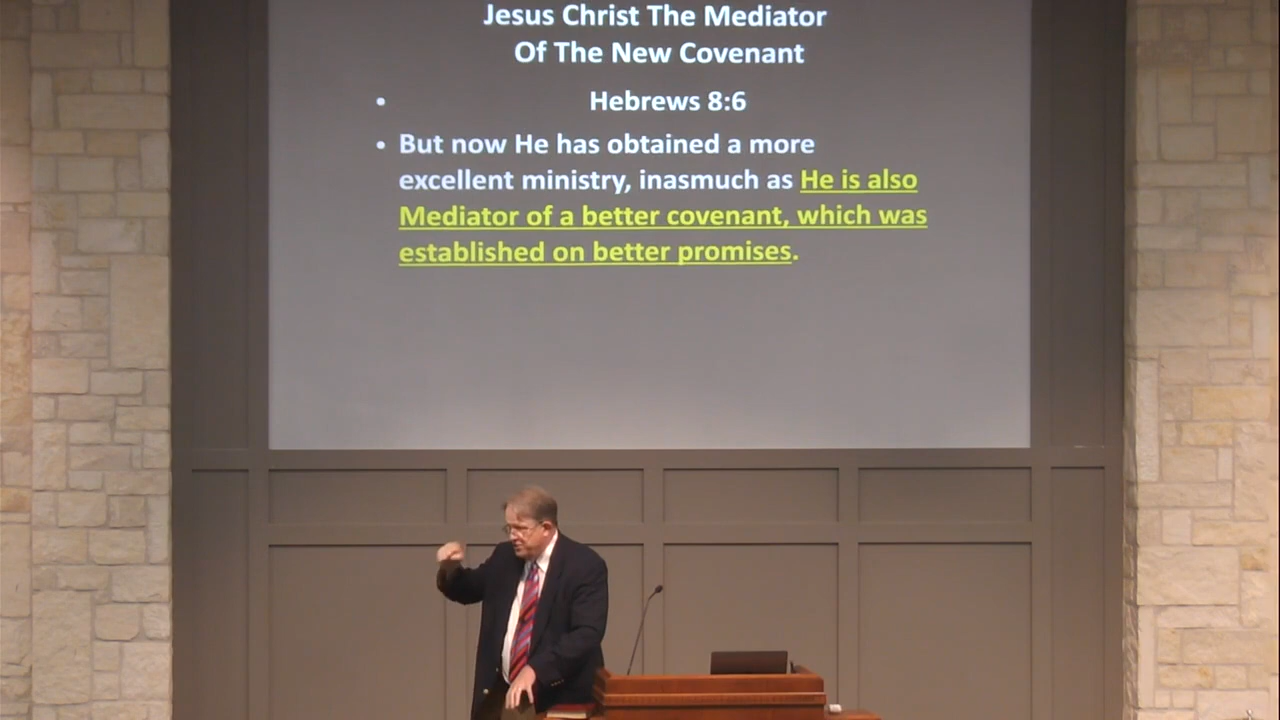 Jesus Christ The Mediator
Of The New Covenant
• Hebrews 8:6
• But now He has obtained a more
excellent ministry, inasmuch as He is also
Mediator of a better covenant, which was
established on better promises.